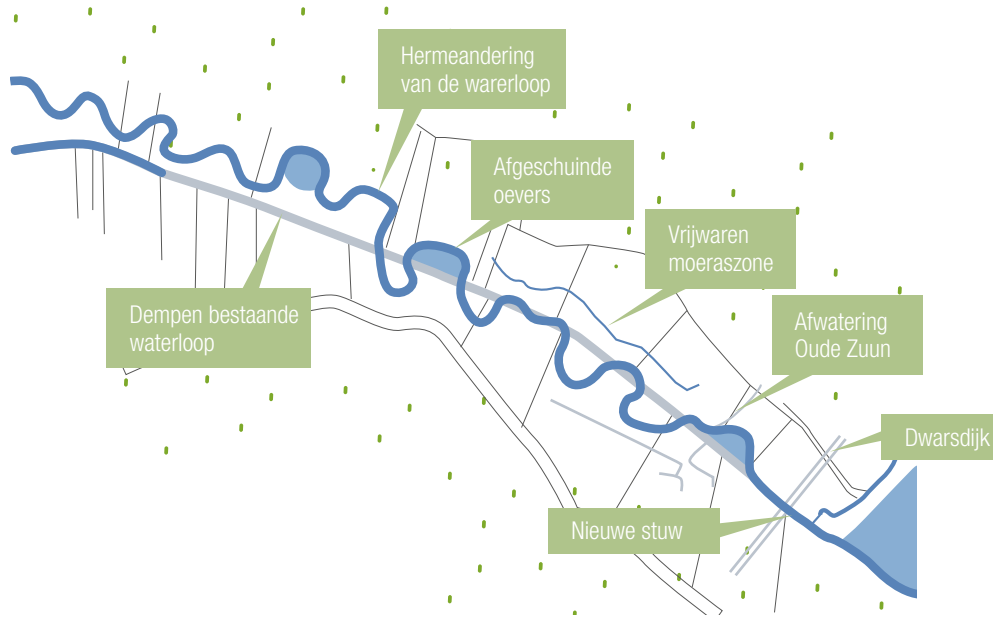 Hermeandering
van de warerloop
Afgeschuinde
oevers
Vrijwaren
moeraszone
Dempen bestaande
waterloop
Afwatering
Oude Zuun
Dwarsdijk
Nieuwe stuw